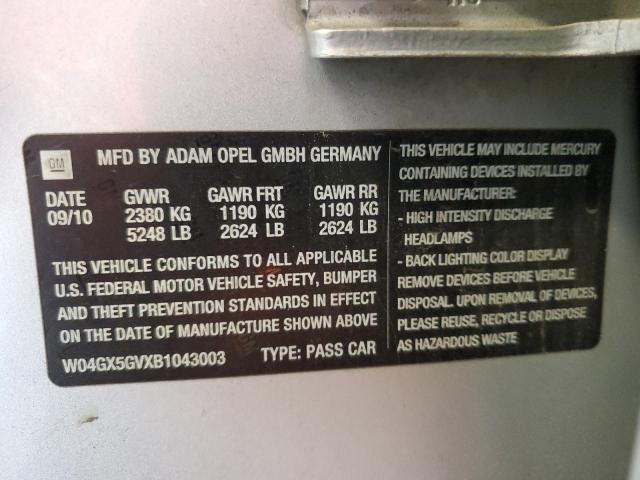 GM
MFD BY ADAM OPEL GMBH GERMANY
DATE GVWR GAWR FRT GAWR RR
09/10 2380 KG 1190 KG 1190 KG
5248 LB 2624 LB 2624 LB
THIS VEHICLE CONFORMS TO ALL APPLICABLE
U.S. FEDERAL MOTOR VEHICLE SAFETY, BUMPER
AND THEFT PREVENTION STANDARDS IN EFFECT
ON THE DATE OF MANUFACTURE SHOWN ABOVE
W04GX5GVXB1043003 TYPE: PASS CAR
THIS VEHICLE MAY INCLUDE MERCURY
CONTAINING DEVICES INSTALLED BY
THE MANUFACTURER:
- HIGH INTENSITY DISCHARGE
HEADLAMPS
- BACK LIGHTING COLOR DISPLAY
REMOVE DEVICES BEFORE VEHICLE
DISPOSAL. UPON REMOVAL OF DEVICES,
PLEASE REUSE, RECYCLE OR DISPOSE
AS HAZARDOUS WASTE